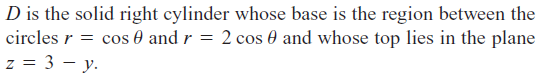 D is the solid right cylinder whose base is the region between the
circles r = cos θ and r = 2 cos θ and whose top lies in the plane
z = 3 − y.